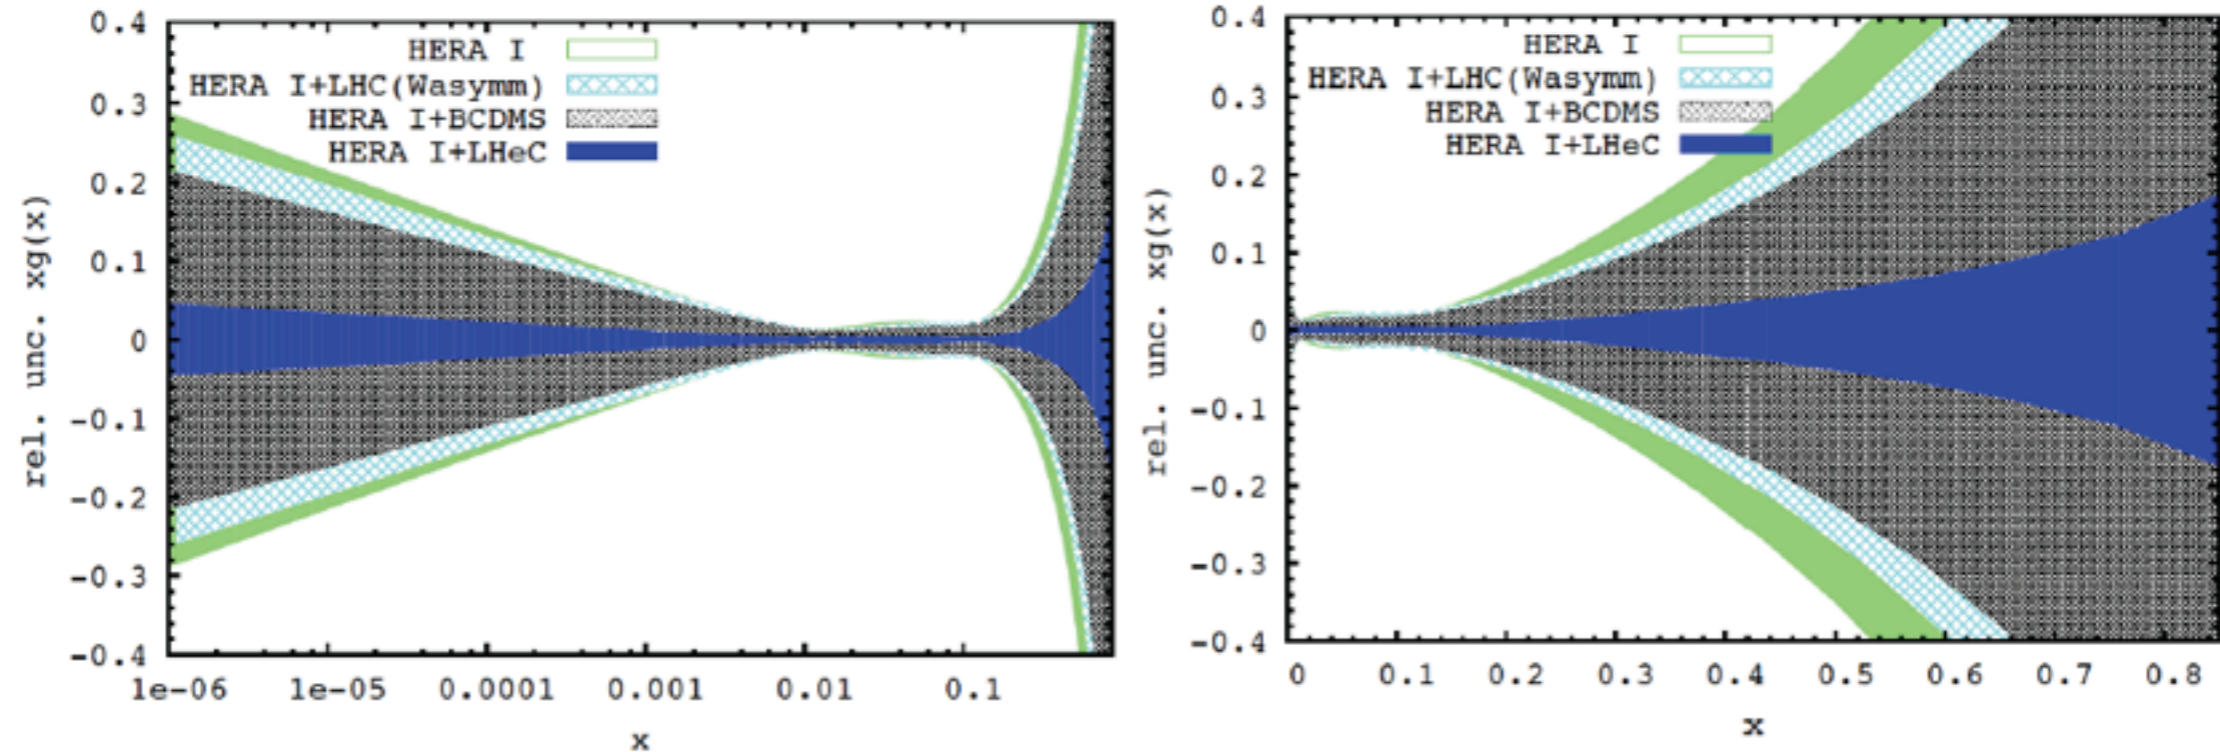 0.4
0.3
0.2
0.1
0
-0.1
-0.2
-0.3
-0.4
rel. unc. xg(x)
HERA I
HERA I+LHC(Wasymm)
HERA I+BCDMS
HERA I+LHeC
1e-06 1e-05 0.0001 0.001 0.01 0.1
x
0.4
0.3
0.2
0.1
0
-0.1
-0.2
-0.3
-0.4
rel. unc. xg(x)
HERA I
HERA I+LHC(Wasymm)
HERA I+BCDMS
HERA I+LHeC
0 0.1 0.2 0.3 0.4 0.5 0.6 0.7 0.8
x